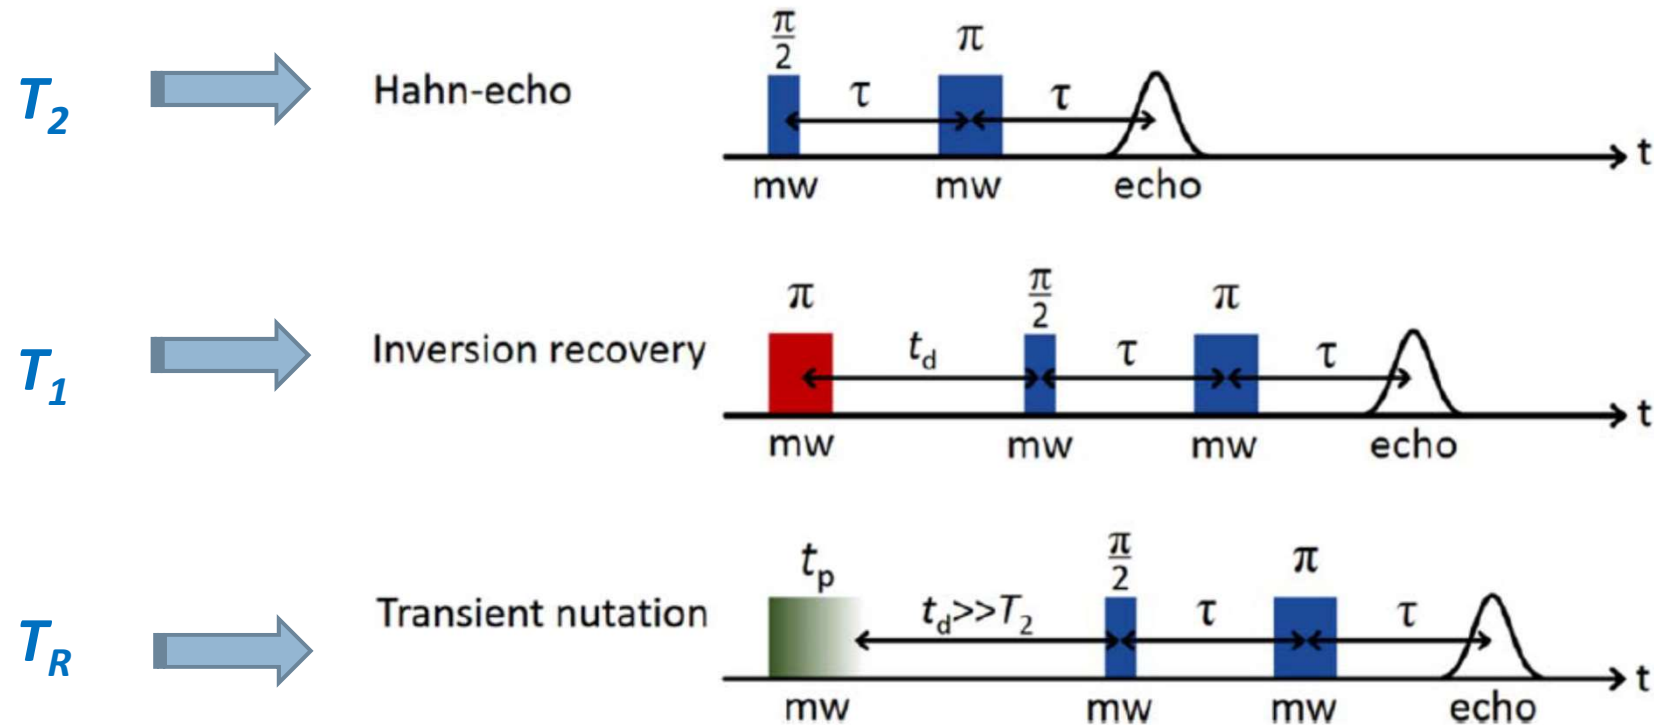 T2 Hahn-echo
π/2 π
τ τ
t
mw mw echo
T1 Inversion recovery
π π/2 π
td τ τ
t
mw mw mw echo
TR Transient nutation
tp π/2 π
td>>T2 τ τ
t
mw mw mw echo